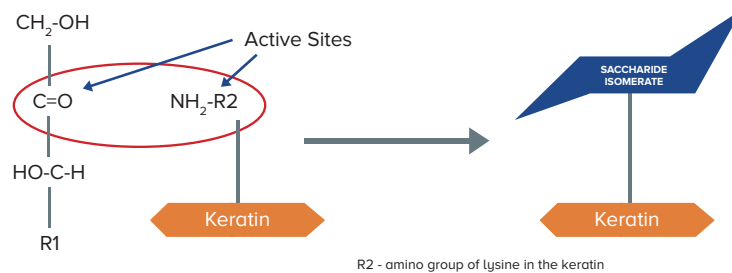 CH2-OH
Active Sites
C=O
NH2-R2
HO-C-H
Keratin
R1
SACCHARIDE
ISOMERATE
Keratin
R2 - amino group of lysine in the keratin